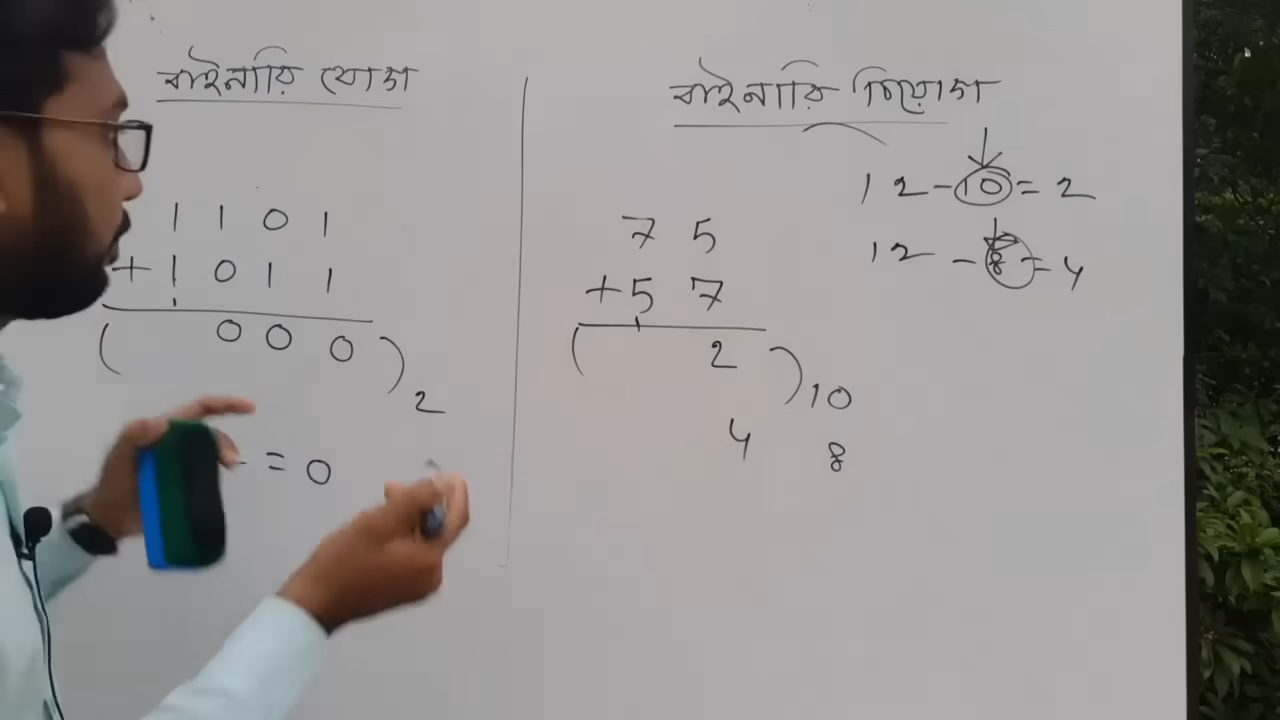 বাইনারি যোগ
1 1 0 1
+ 1 0 1 1
( 0 0 0 )2
= 0
বাইনারি বিয়োগ
12 - 10 = 2
12 - 8 = 4
7 5
+ 5 7
( 2 )10
4 8